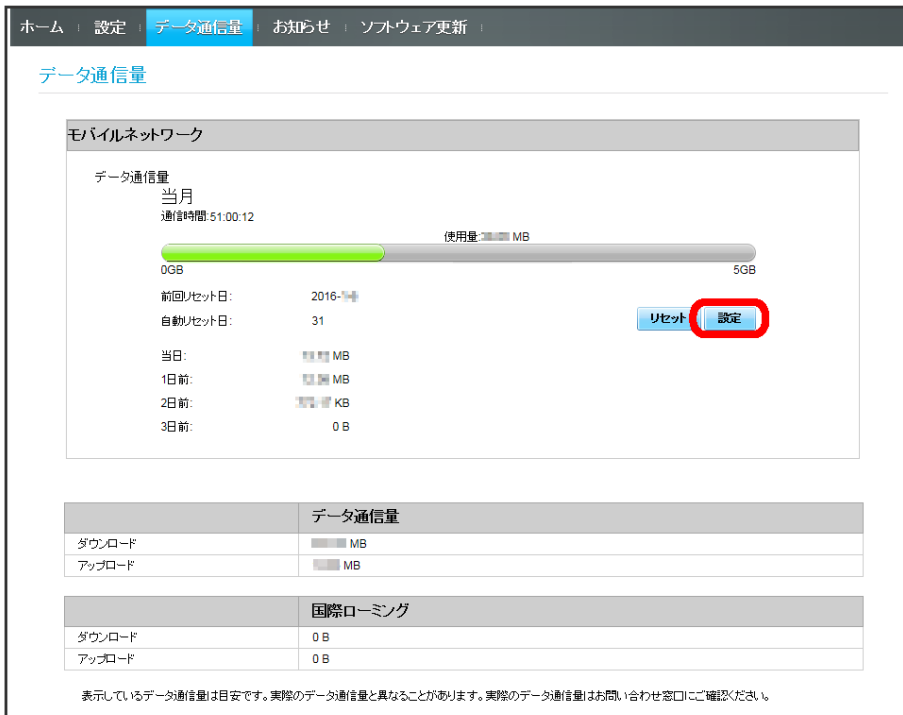 ホーム 設定 データ通信量 お知らせ ソフトウェア更新
データ通信量
モバイルネットワーク
データ通信量
当月
通信時間:51:00:12
使用量: MB
0GB 5GB
前回リセット日: 2016-
自動リセット日: 31
リセット 設定
当日: MB
1日前: MB
2日前: KB
3日前: 0 B
データ通信量
ダウンロード MB
アップロード MB
国際ローミング
ダウンロード 0 B
アップロード 0 B
表示しているデータ通信量は目安です。実際のデータ通信量と異なることがあります。実際のデータ通信量はお問い合わせ窓口にご確認ください。